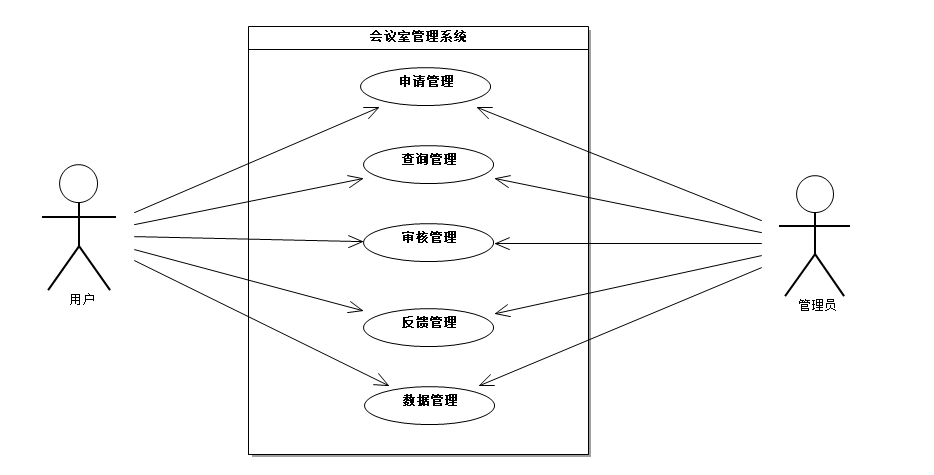 会议室管理系统
申请管理
查询管理
审核管理
用户
管理员
反馈管理
数据管理